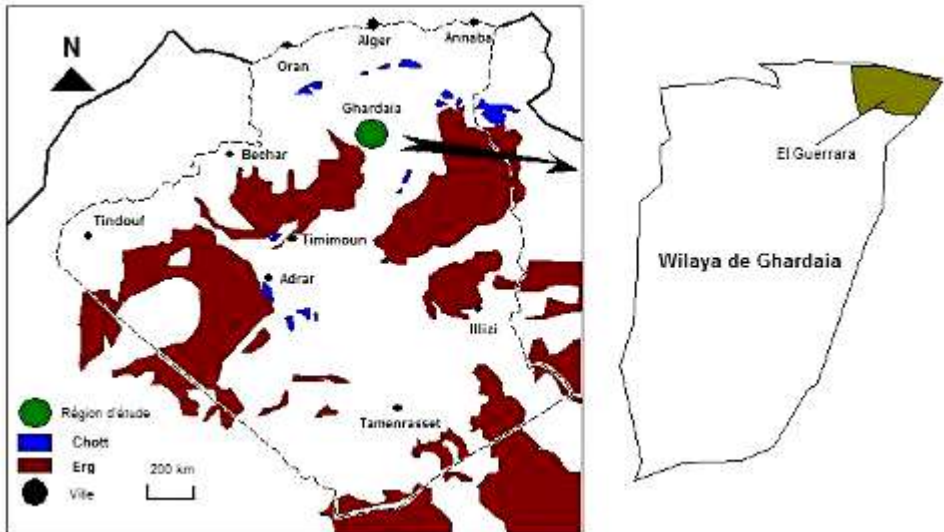 N
Alger
Annaba
Oran
Ghardaia
Bechar
Tindouf
Timimoun
Adrar
Illizi
Tamenrasset
Région d'étude
Chott
Erg
Ville
200 km
El Guerrara
Wilaya de Ghardaia